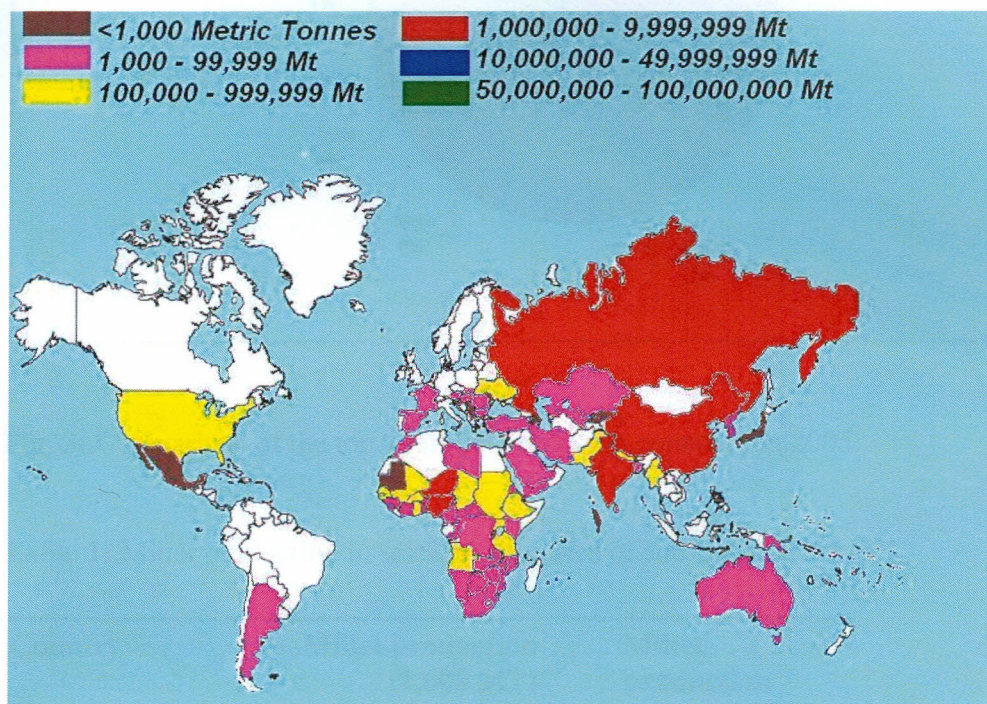 <1,000 Metric Tonnes
1,000 - 99,999 Mt
100,000 - 999,999 Mt
1,000,000 - 9,999,999 Mt
10,000,000 - 49,999,999 Mt
50,000,000 - 100,000,000 Mt